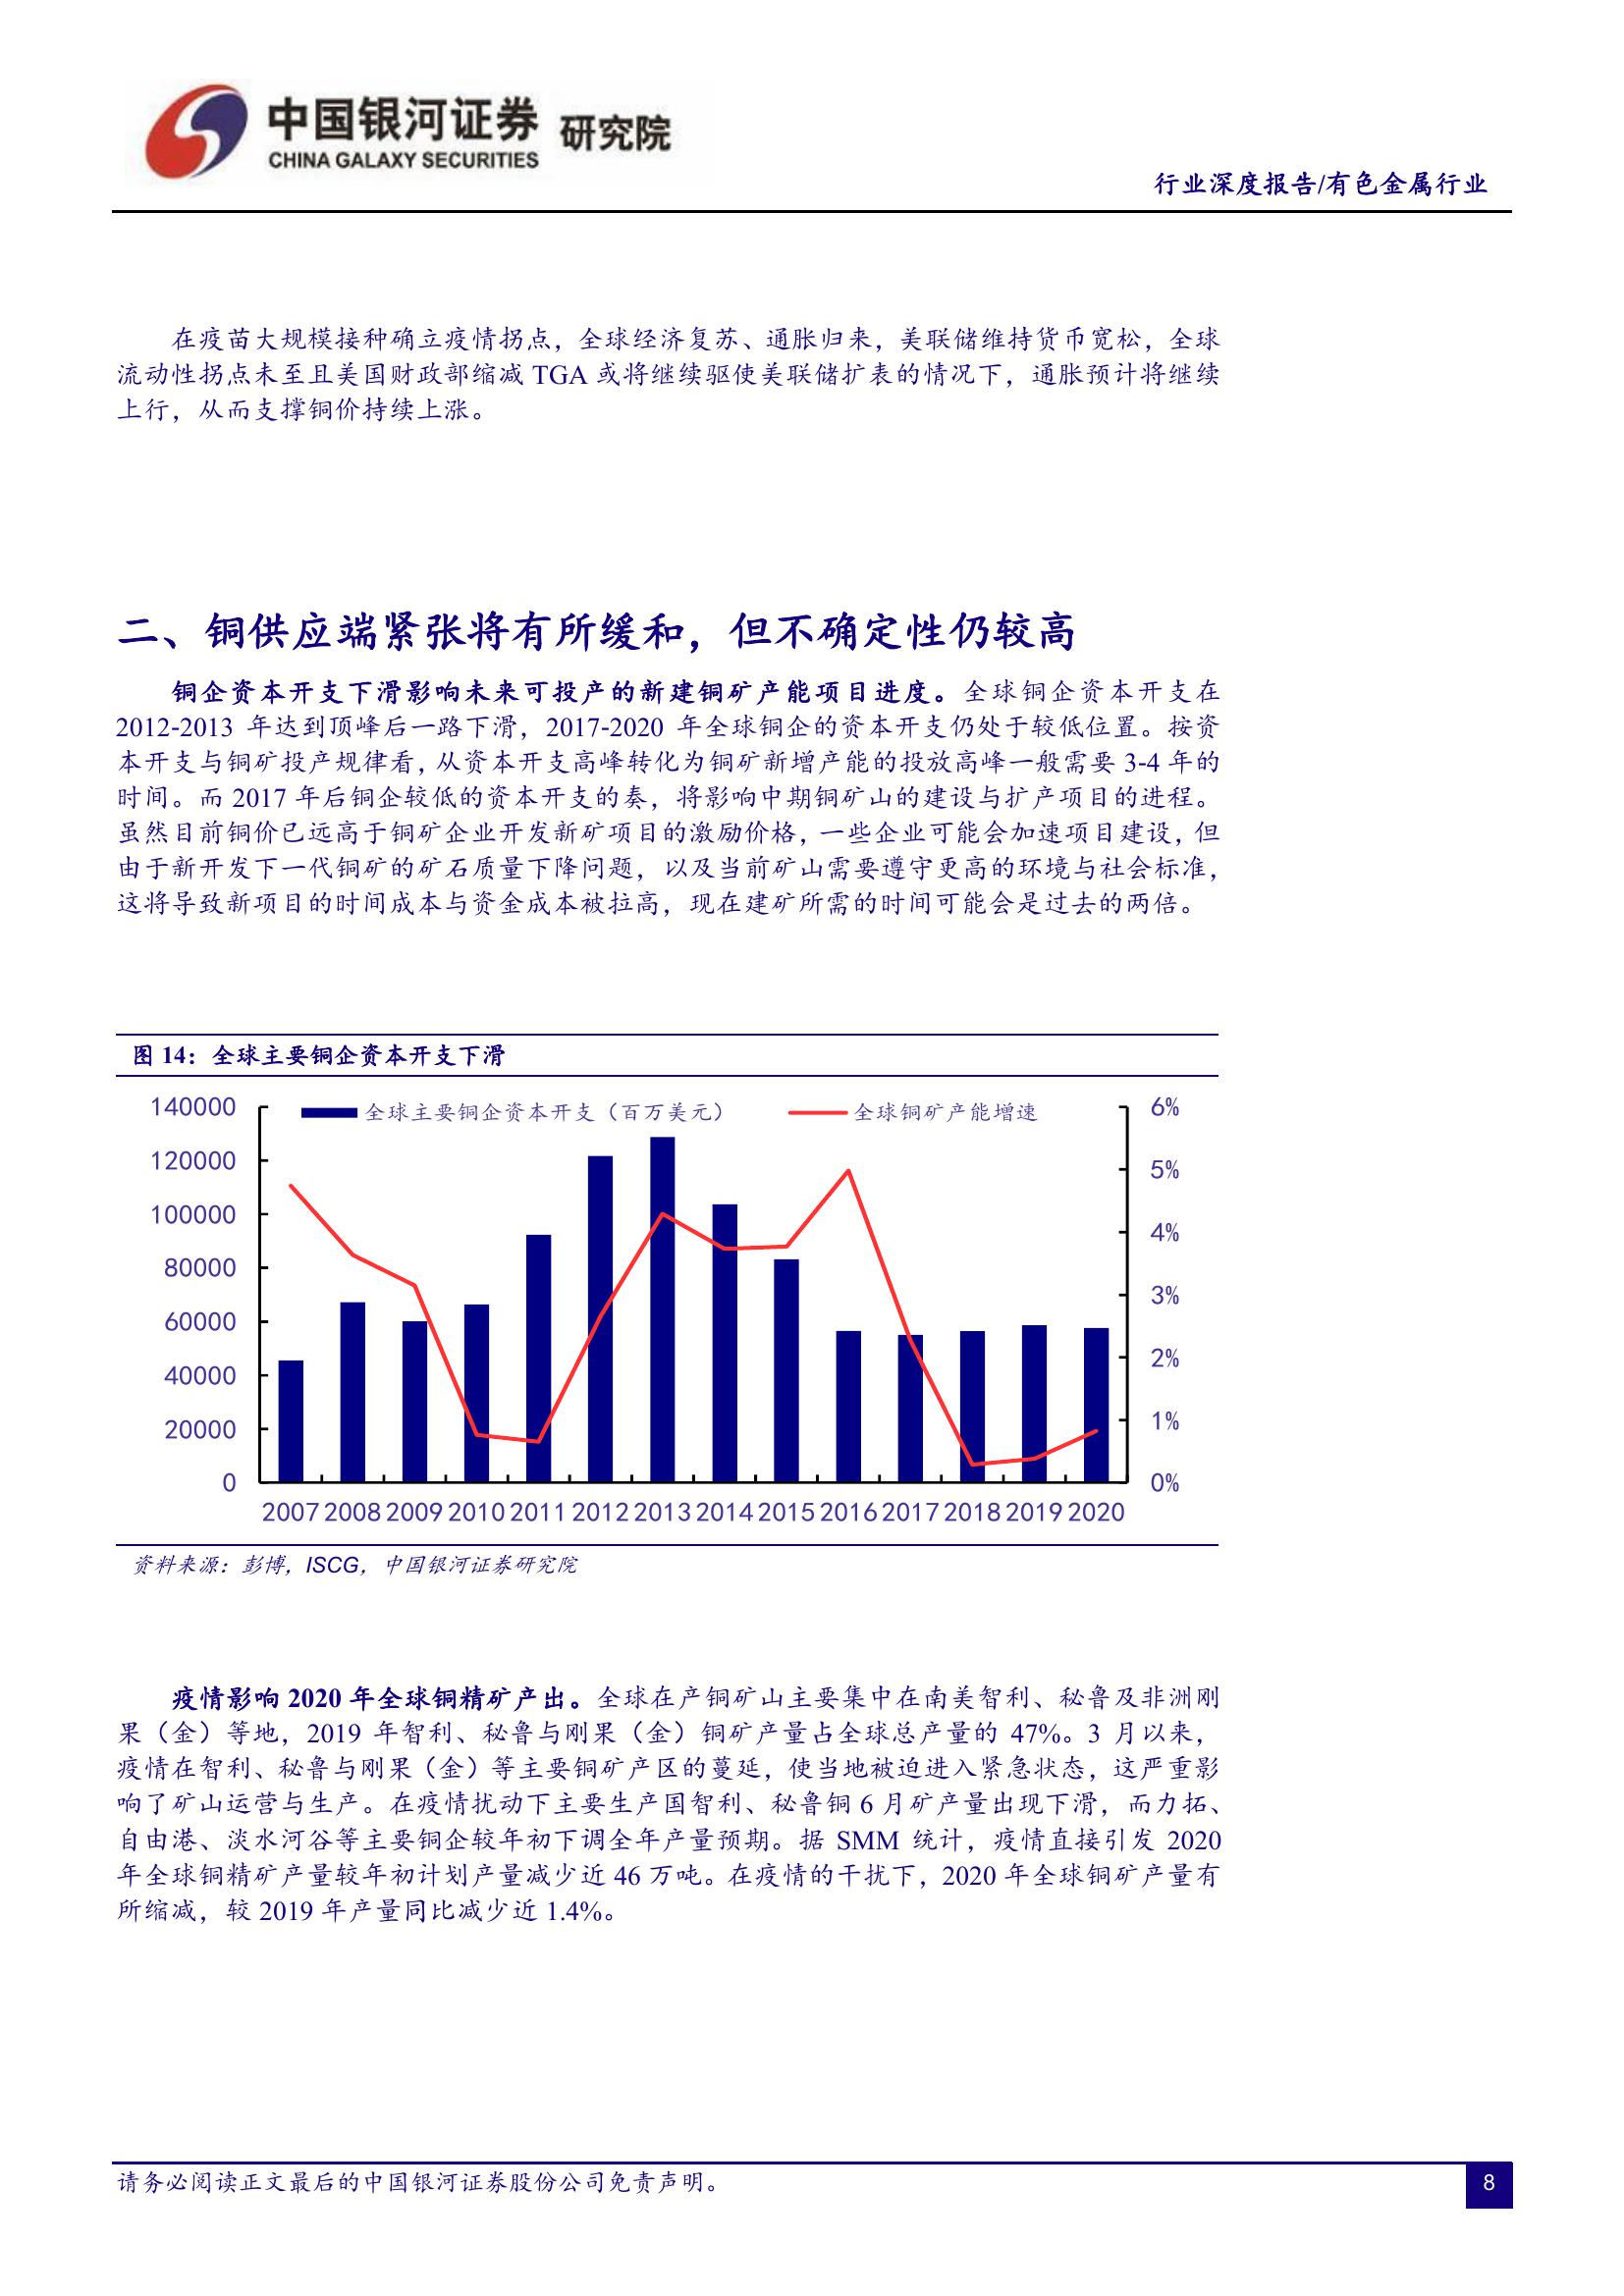 中国银河证券 研究院
CHINA GALAXY SECURITIES
行业深度报告/有色金属行业
在疫苗大规模接种确立疫情拐点，全球经济复苏、通胀归来，美联储维持货币宽松，全球
流动性拐点未至且美国财政部缩减 TGA 或将继续驱使美联储扩表的情况下，通胀预计将继续
上行，从而支撑铜价持续上涨。
二、铜供应端紧张将有所缓和，但不确定性仍较高
铜企资本开支下滑影响未来可投产的新建铜矿产能项目进度。全球铜企资本开支在
2012-2013 年达到顶峰后一路下滑，2017-2020 年全球铜企的资本开支仍处于较低位置。按资
本开支与铜矿投产规律看，从资本开支高峰转化为铜矿新增产能的投放高峰一般需要 3-4 年的
时间。而 2017 年后铜企较低的资本开支的奏，将影响中期铜矿山的建设与扩产项目的进程。
虽然目前铜价已远高于铜矿企业开发新矿项目的激励价格，一些企业可能会加速项目建设，但
由于新开发下一代铜矿的矿石质量下降问题，以及当前矿山需要遵守更高的环境与社会标准，
这将导致新项目的时间成本与资金成本被拉高，现在建矿所需的时间可能会是过去的两倍。
图 14：全球主要铜企资本开支下滑
全球主要铜企资本开支（百万美元） 全球铜矿产能增速
140000
120000
100000
80000
60000
40000
20000
0
6%
5%
4%
3%
2%
1%
0%
2007 2008 2009 2010 2011 2012 2013 2014 2015 2016 2017 2018 2019 2020
资料来源：彭博，ISCG，中国银河证券研究院
疫情影响 2020 年全球铜精矿产出。全球在产铜矿山主要集中在南美智利、秘鲁及非洲刚
果（金）等地，2019 年智利、秘鲁与刚果（金）铜矿产量占全球总产量的 47%。3 月以来，
疫情在智利、秘鲁与刚果（金）等主要铜矿产区的蔓延，使当地被迫进入紧急状态，这严重影
响了矿山运营与生产。在疫情扰动下主要生产国智利、秘鲁铜 6 月矿产量出现下滑，而力拓、
自由港、淡水河谷等主要铜企较年初下调全年产量预期。据 SMM 统计，疫情直接引发 2020
年全球铜精矿产量较年初计划产量减少近 46 万吨。在疫情的干扰下，2020 年全球铜矿产量有
所缩减，较 2019 年产量同比减少近 1.4%。
请务必阅读正文最后的中国银河证券股份公司免责声明。
8